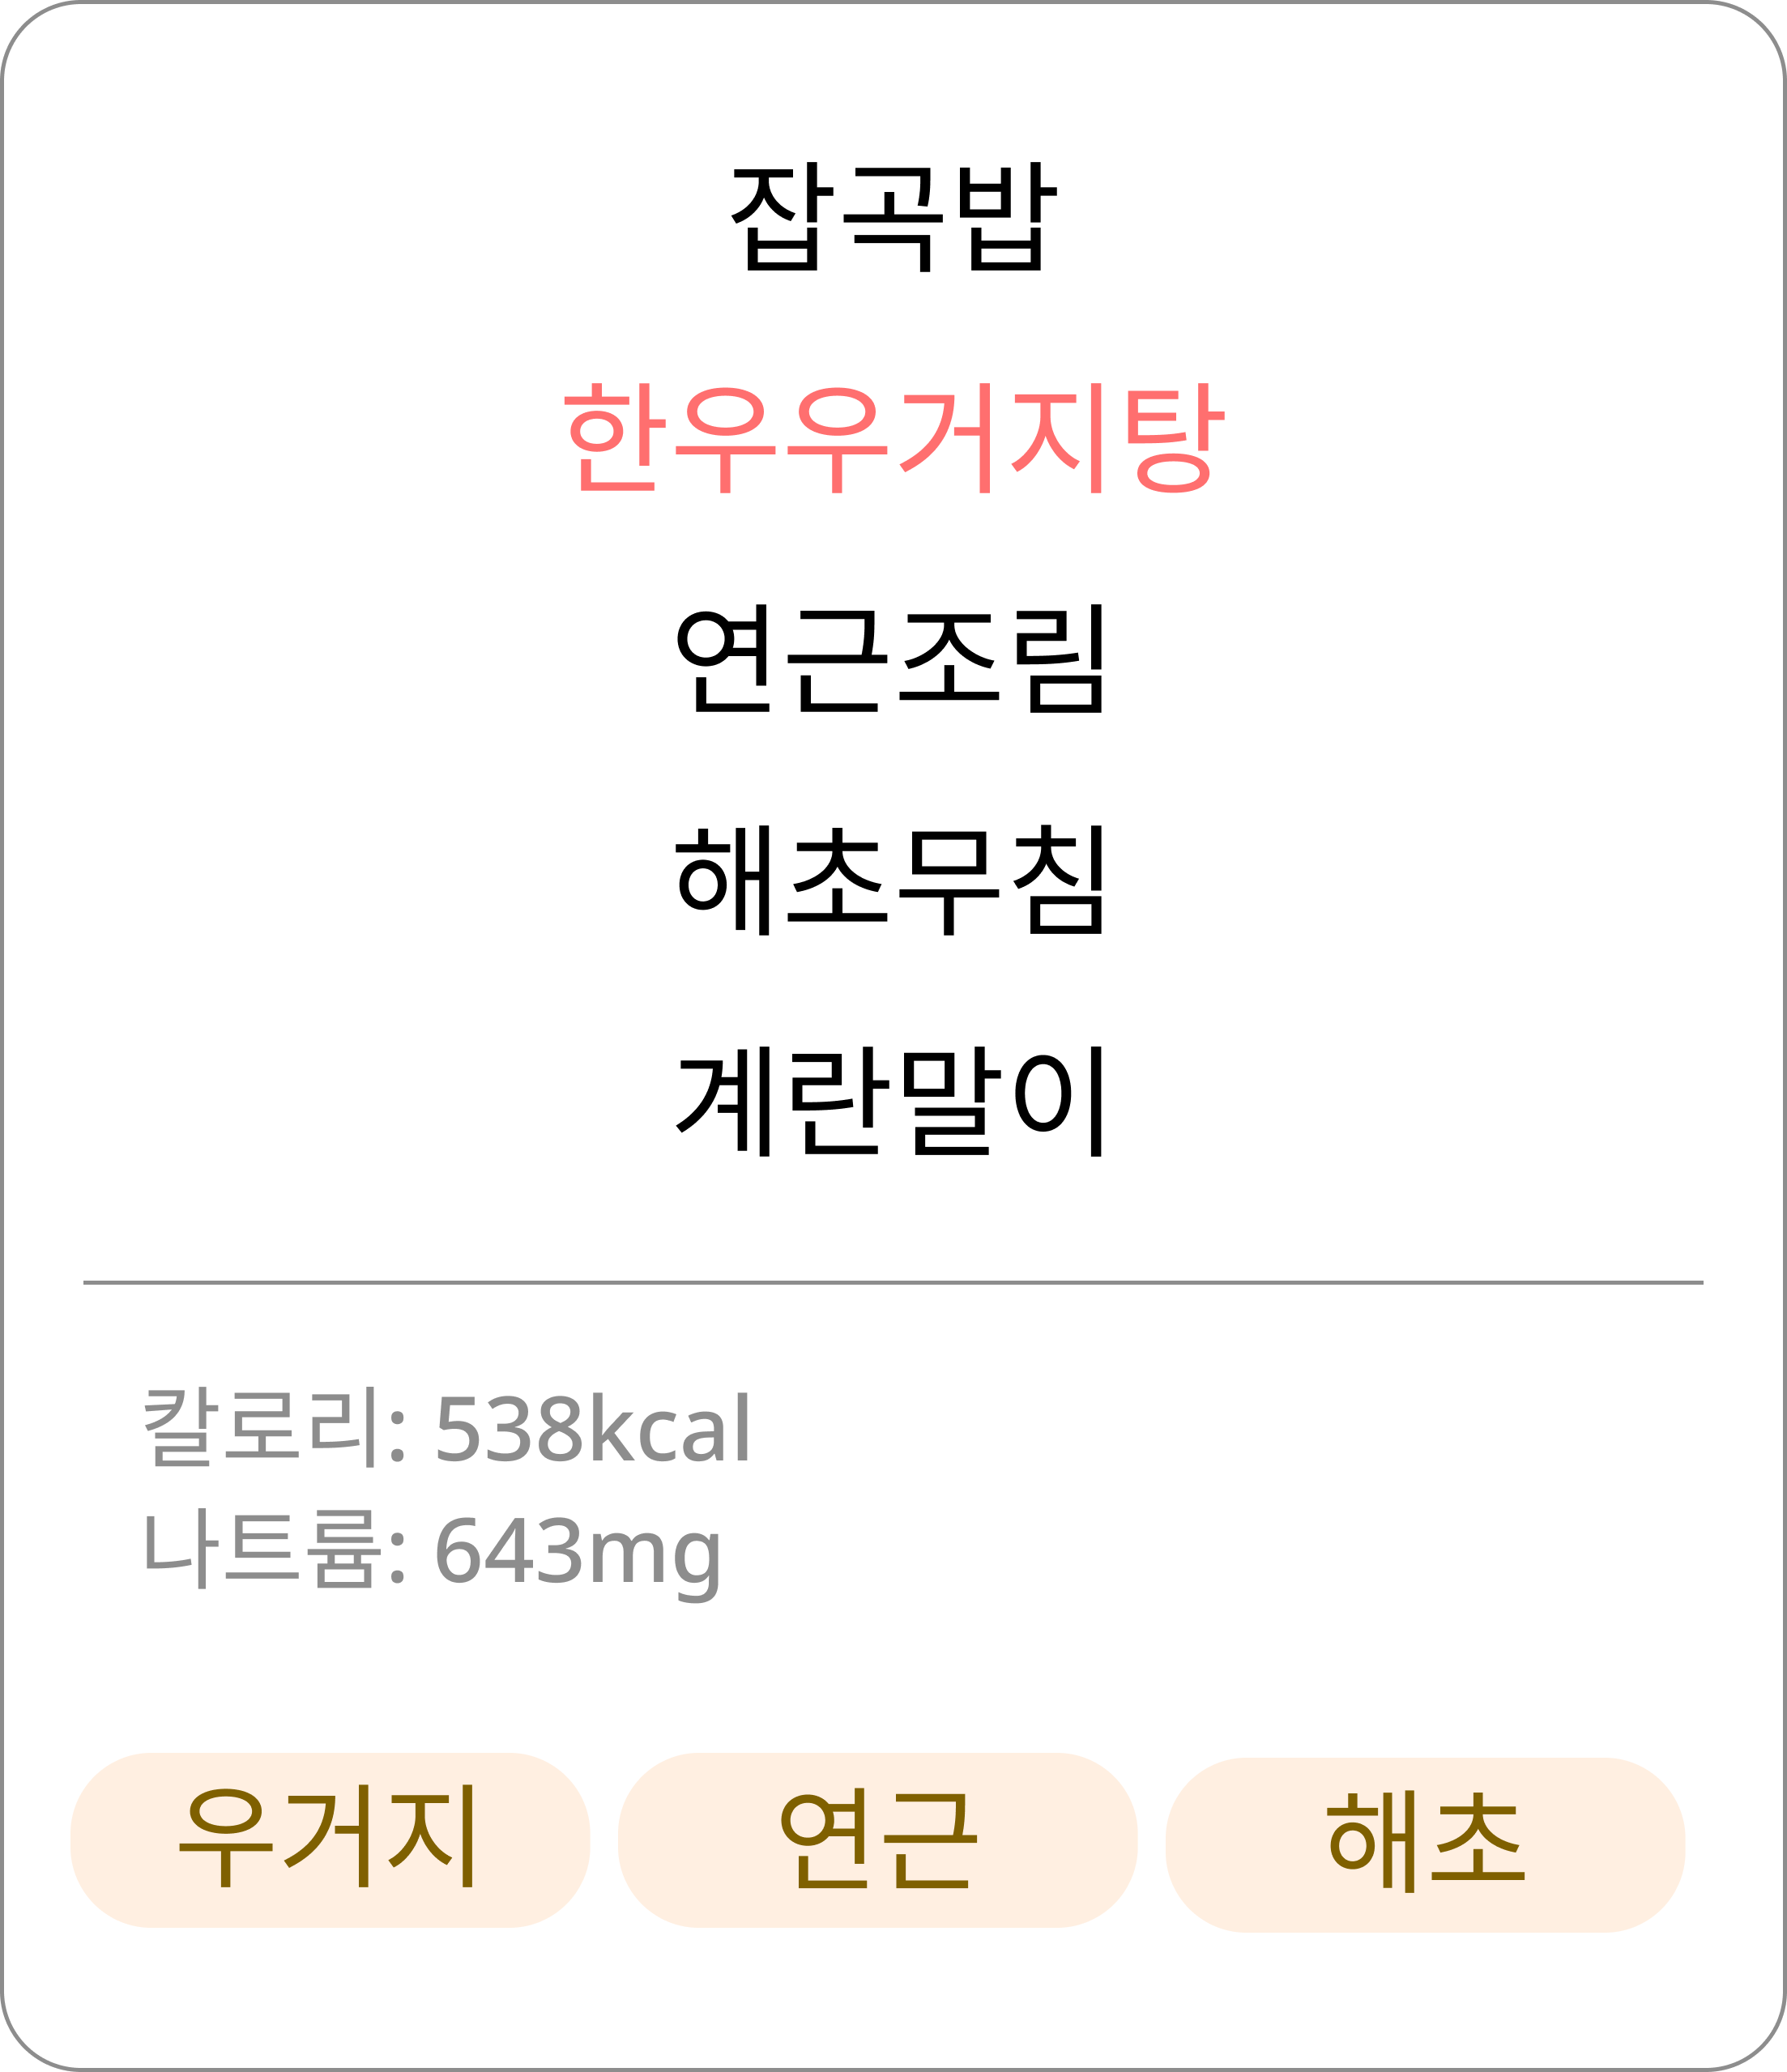 잡곡밥
한우우거지탕
연근조림
해초무침
계란말이
칼로리: 538kcal
나트륨: 643mg
우거지 연근 해초